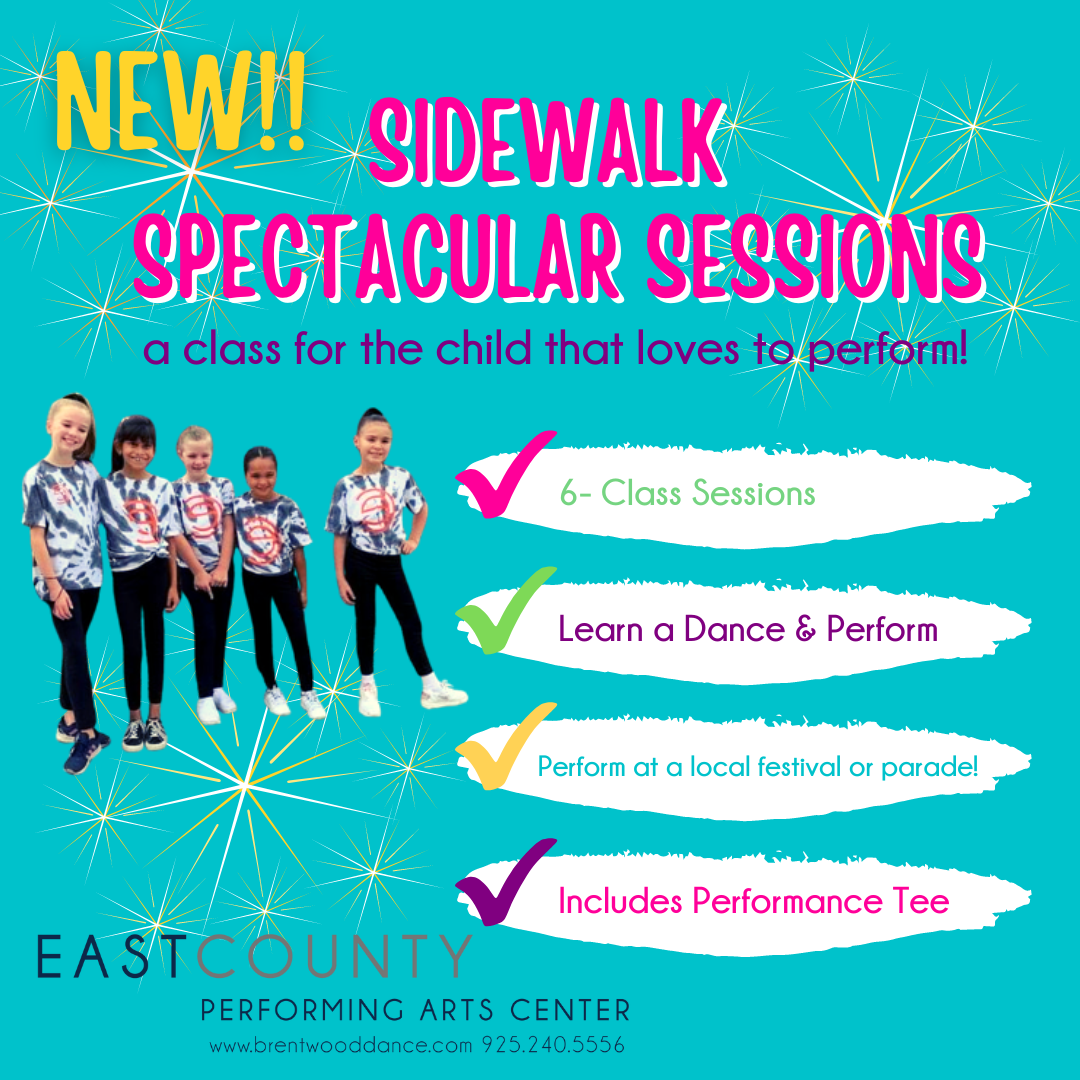 NEW!!
SIDEWALK
SPECTACULAR SESSIONS
a class for the child that loves to perform!
6- Class Sessions
Learn a Dance & Perform
Perform at a local festival or parade!
Includes Performance Tee
EASTCOUNTY
PERFORMING ARTS CENTER
www.brentwooddance.com 925.240.5556